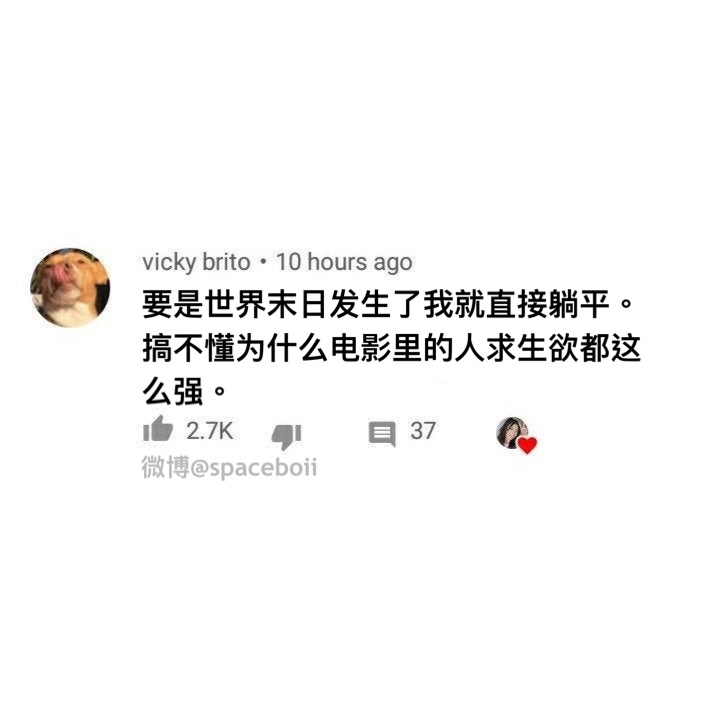 vicky brito • 10 hours ago
要是世界末日发生了我就直接躺平。
搞不懂为什么电影里的人求生欲都这
么强。
2.7K 37
微博@spaceboii